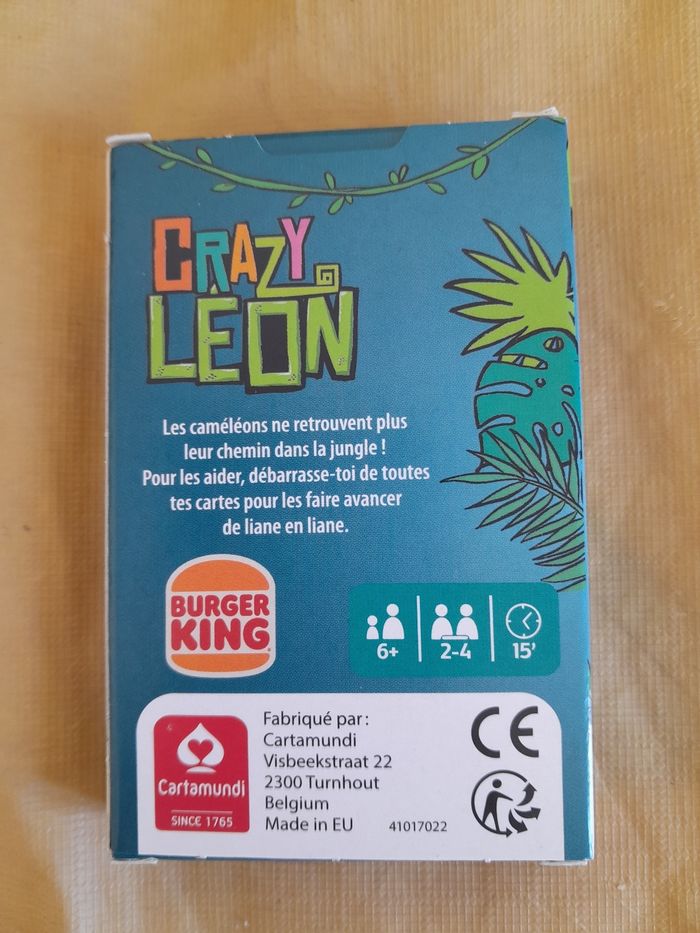 CRAZY
LÉON
Les caméléons ne retrouvent plus
leur chemin dans la jungle !
Pour les aider, débarrasse-toi de toutes
tes cartes pour les faire avancer
de liane en liane.
BURGER
KING
6+
2-4
15'
Cartamundi
SINCE 1765
Fabriqué par :
Cartamundi
Visbeekstraat 22
2300 Turnhout
Belgium
Made in EU
41017022
CE